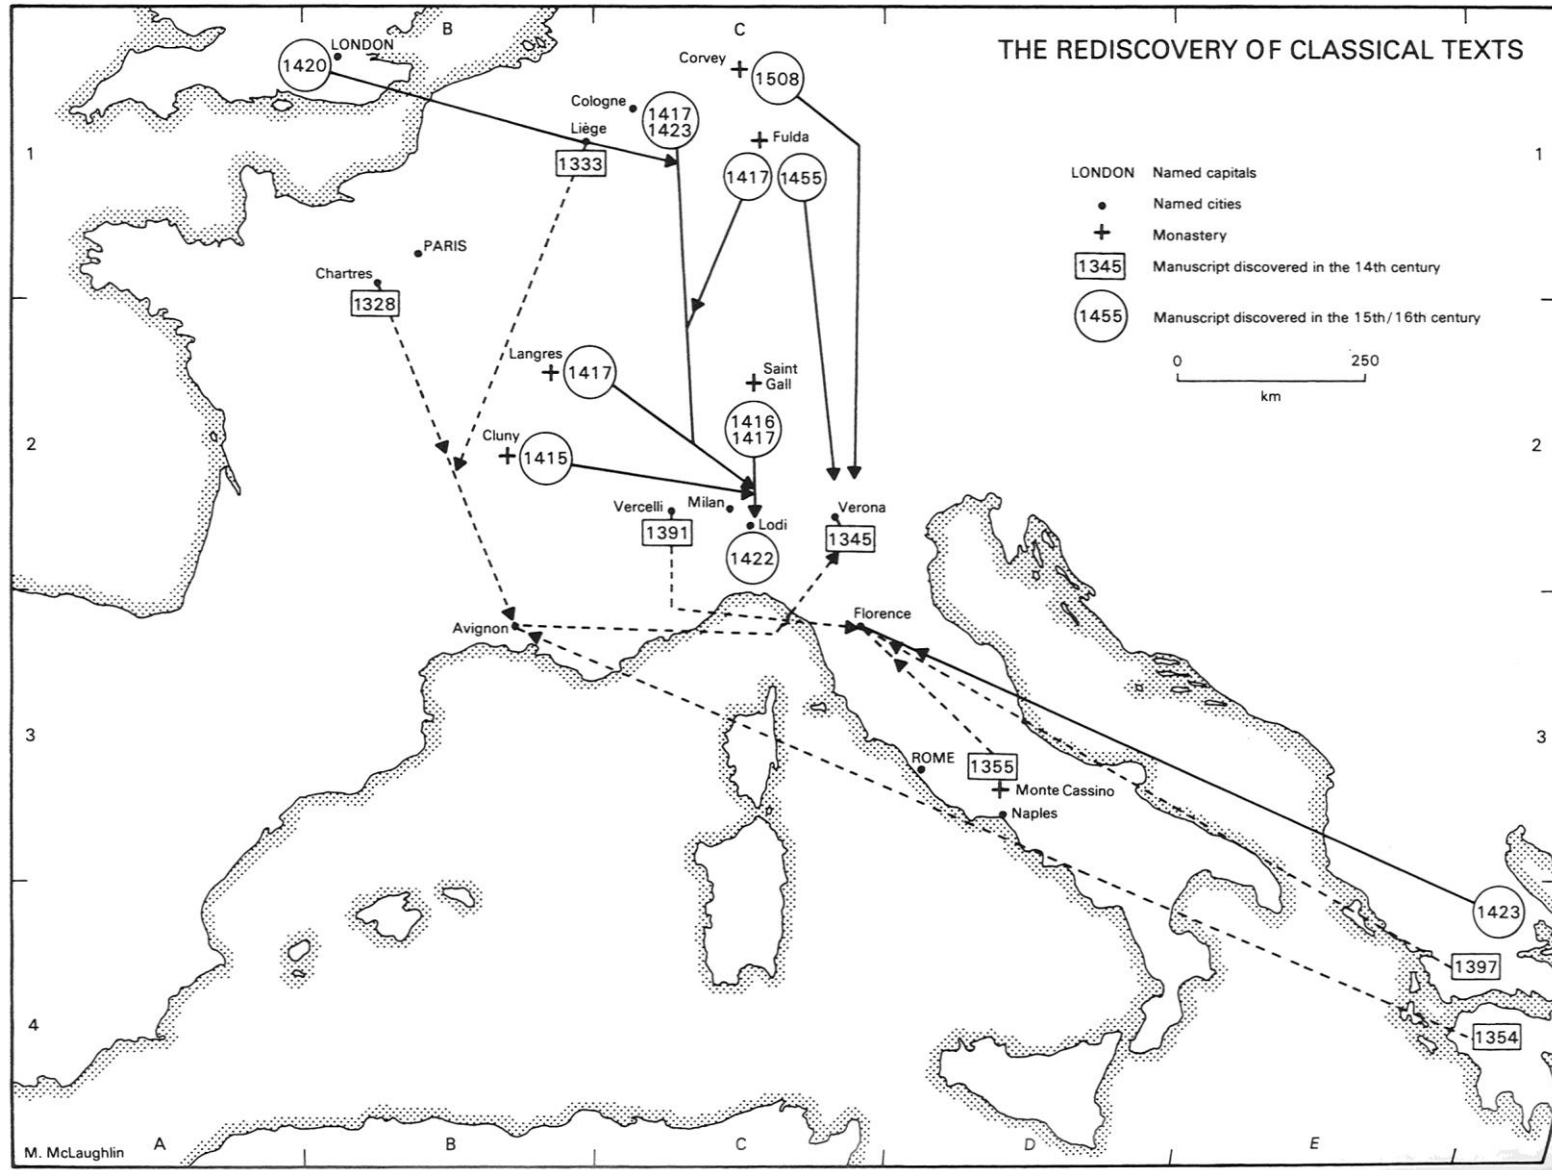 B
C
THE REDISCOVERY OF CLASSICAL TEXTS
LONDON
1420
Corvey
1508
Cologne
1417
1423
Liège
1333
Fulda
1417
1455
1
1
LONDON Named capitals
Named cities
Monastery
1345 Manuscript discovered in the 14th century
1455 Manuscript discovered in the 15th/16th century
0 250
km
PARIS
Chartres
1328
Langres
1417
Saint
Gall
1416
1417
Cluny
1415
2
2
Vercelli
1391
Milan
Lodi
1422
Verona
1345
Avignon
Florence
3
3
ROME
1355
Monte Cassino
Naples
1423
1397
1354
4
M. McLaughlin
A
B
C
D
E